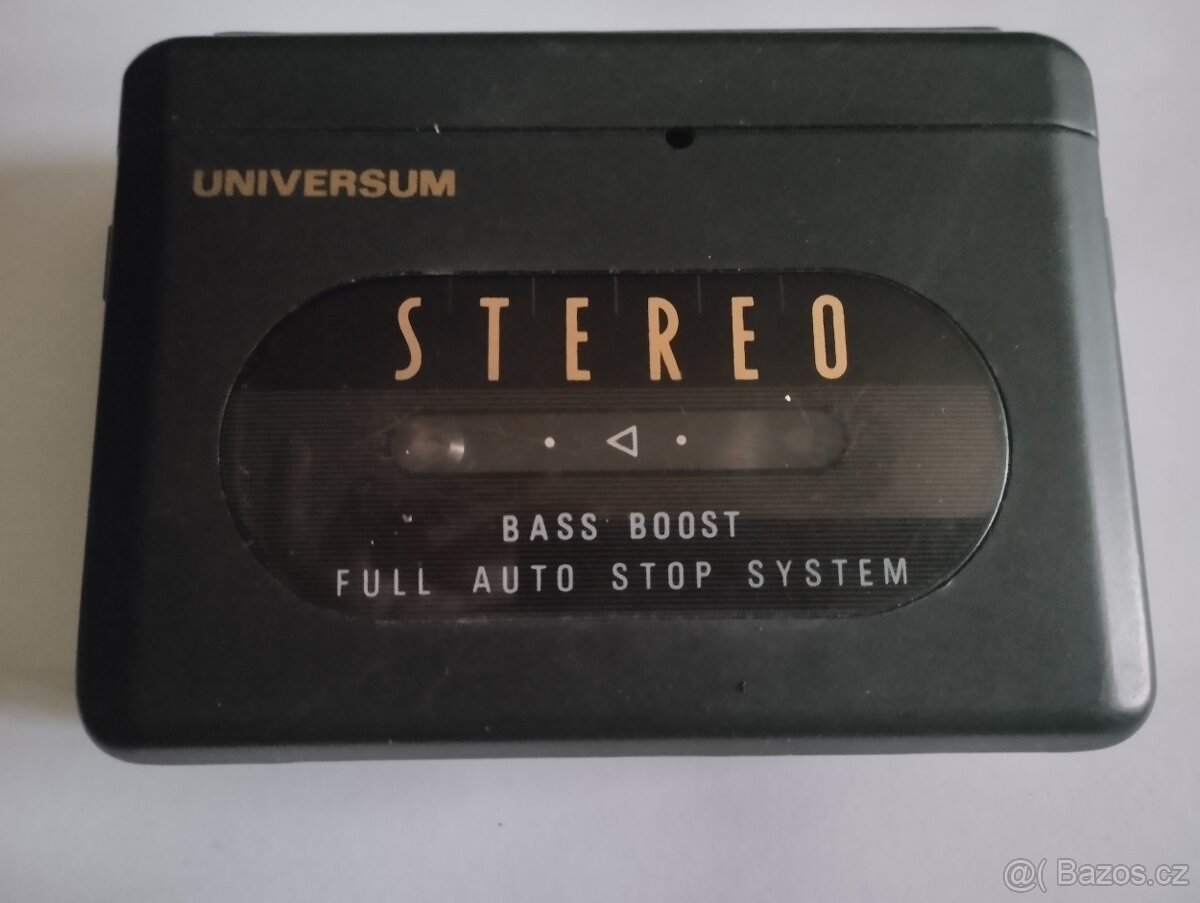 UNIVERSUM
STEREO
BASS BOOST
FULL AUTO STOP SYSTEM
@( Bazos.cz